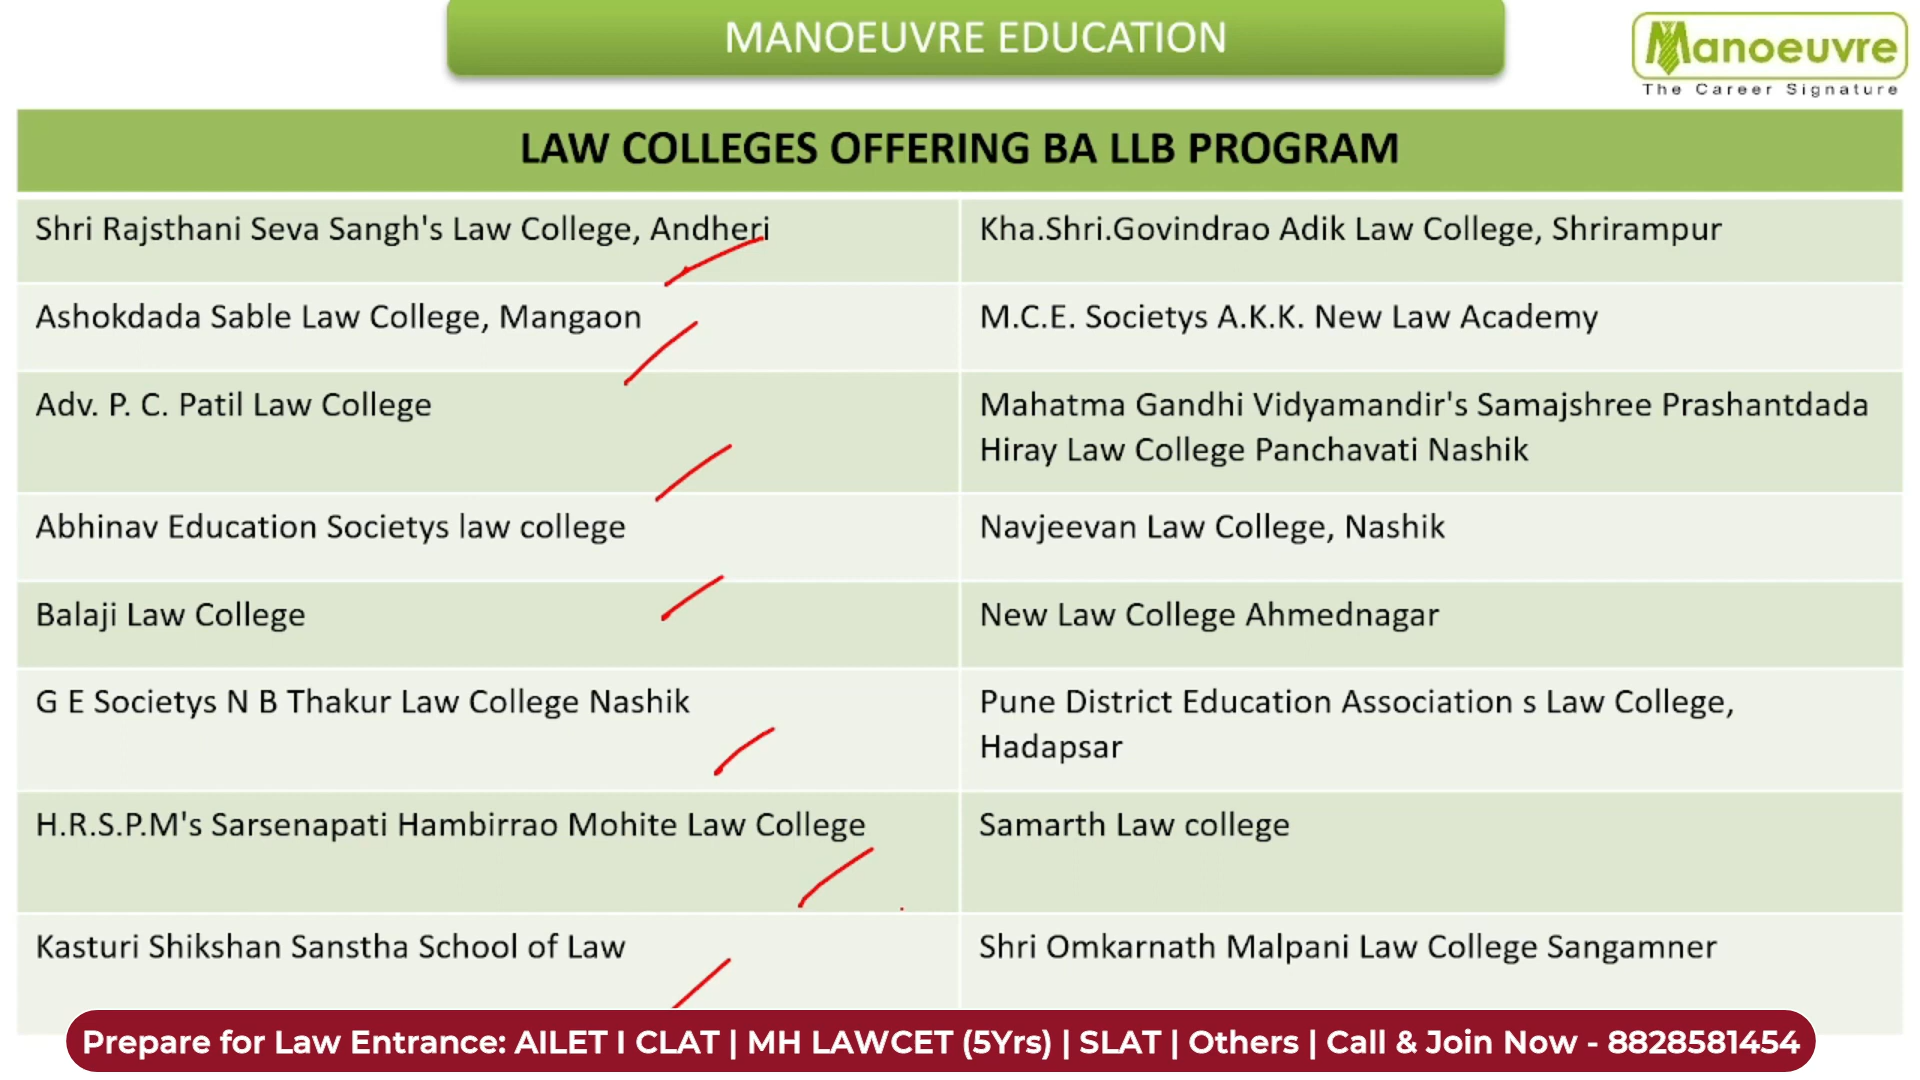 MANOEUVRE EDUCATION
Manoeuvre
The Career Signature
LAW COLLEGES OFFERING BA LLB PROGRAM
Shri Rajsthani Seva Sangh's Law College, Andheri
Kha.Shri.Govindrao Adik Law College, Shrirampur
Ashokdada Sable Law College, Mangaon
M.C.E. Societys A.K.K. New Law Academy
Adv. P. C. Patil Law College
Mahatma Gandhi Vidyamandir's Samajshree Prashantdada
Hiray Law College Panchavati Nashik
Abhinav Education Societys law college
Navjeevan Law College, Nashik
Balaji Law College
New Law College Ahmednagar
G E Societys N B Thakur Law College Nashik
Pune District Education Association s Law College,
Hadapsar
H.R.S.P.M's Sarsenapati Hambirrao Mohite Law College
Samarth Law college
Kasturi Shikshan Sanstha School of Law
Shri Omkarnath Malpani Law College Sangamner
Prepare for Law Entrance: AILET I CLAT | MH LAWCET (5Yrs) | SLAT | Others | Call & Join Now - 8828581454